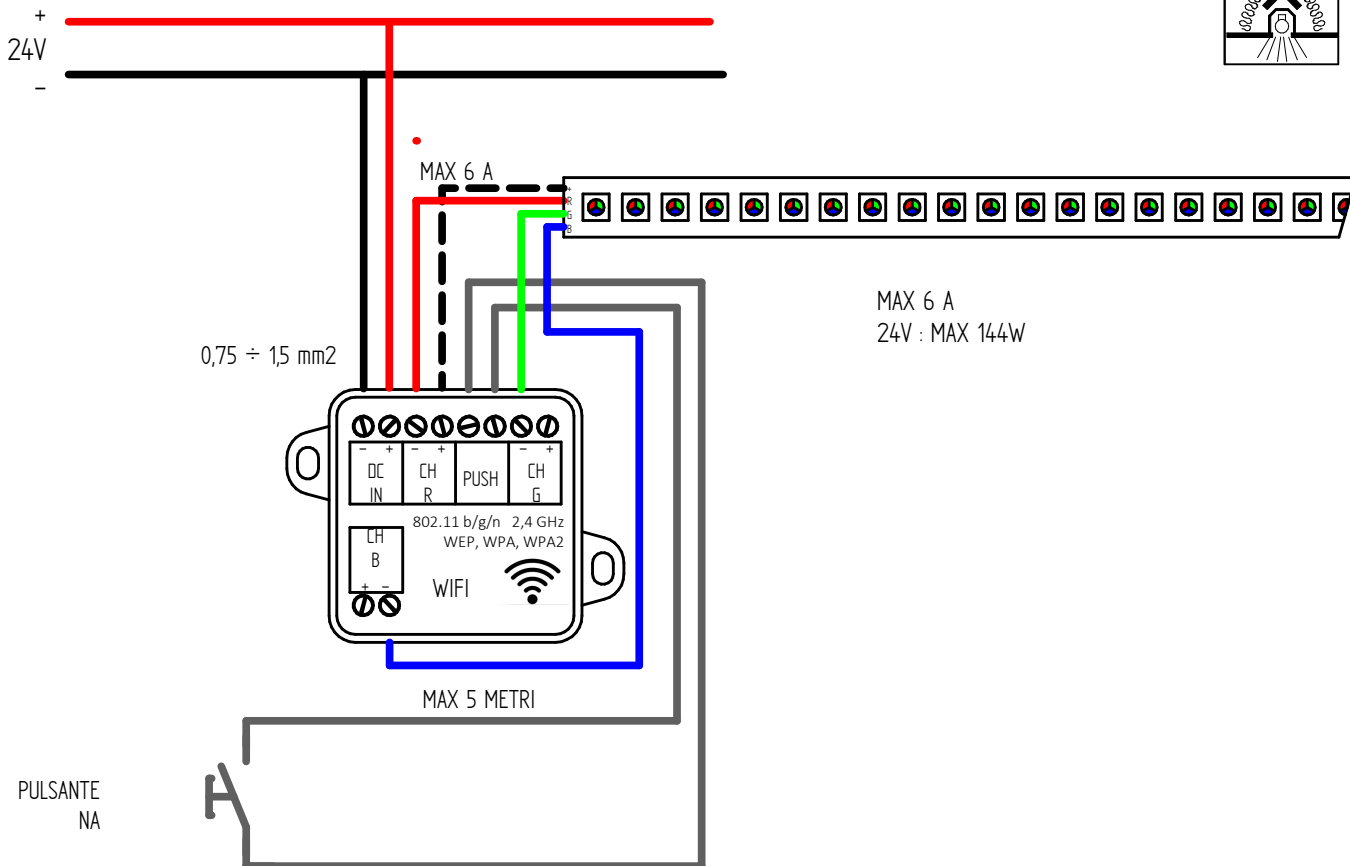 +
24V
-
MAX 6 A
+
R
G
B
MAX 6 A
24V : MAX 144W
0,75 ÷ 1,5 mm2
- + - + - +
DC IN
CH R
PUSH
CH G
802.11 b/g/n 2,4 GHz
WEP, WPA, WPA2
CH
B
+ -
WIFI
MAX 5 METRI
PULSANTE
NA